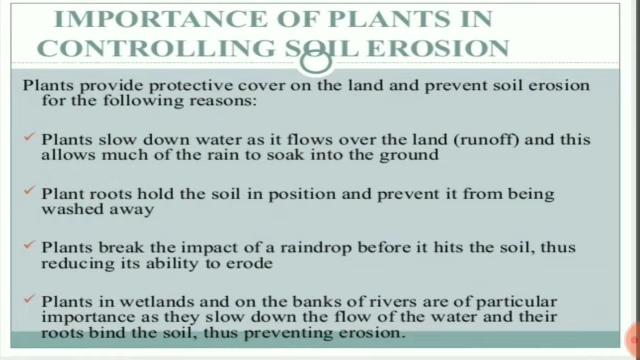 IMPORTANCE OF PLANTS IN
CONTROLLING SOIL EROSION
Plants provide protective cover on the land and prevent soil erosion
for the following reasons:
Plants slow down water as it flows over the land (runoff) and this
allows much of the rain to soak into the ground
Plant roots hold the soil in position and prevent it from being
washed away
Plants break the impact of a raindrop before it hits the soil, thus
reducing its ability to erode
Plants in wetlands and on the banks of rivers are of particular
importance as they slow down the flow of the water and their
roots bind the soil, thus preventing erosion.